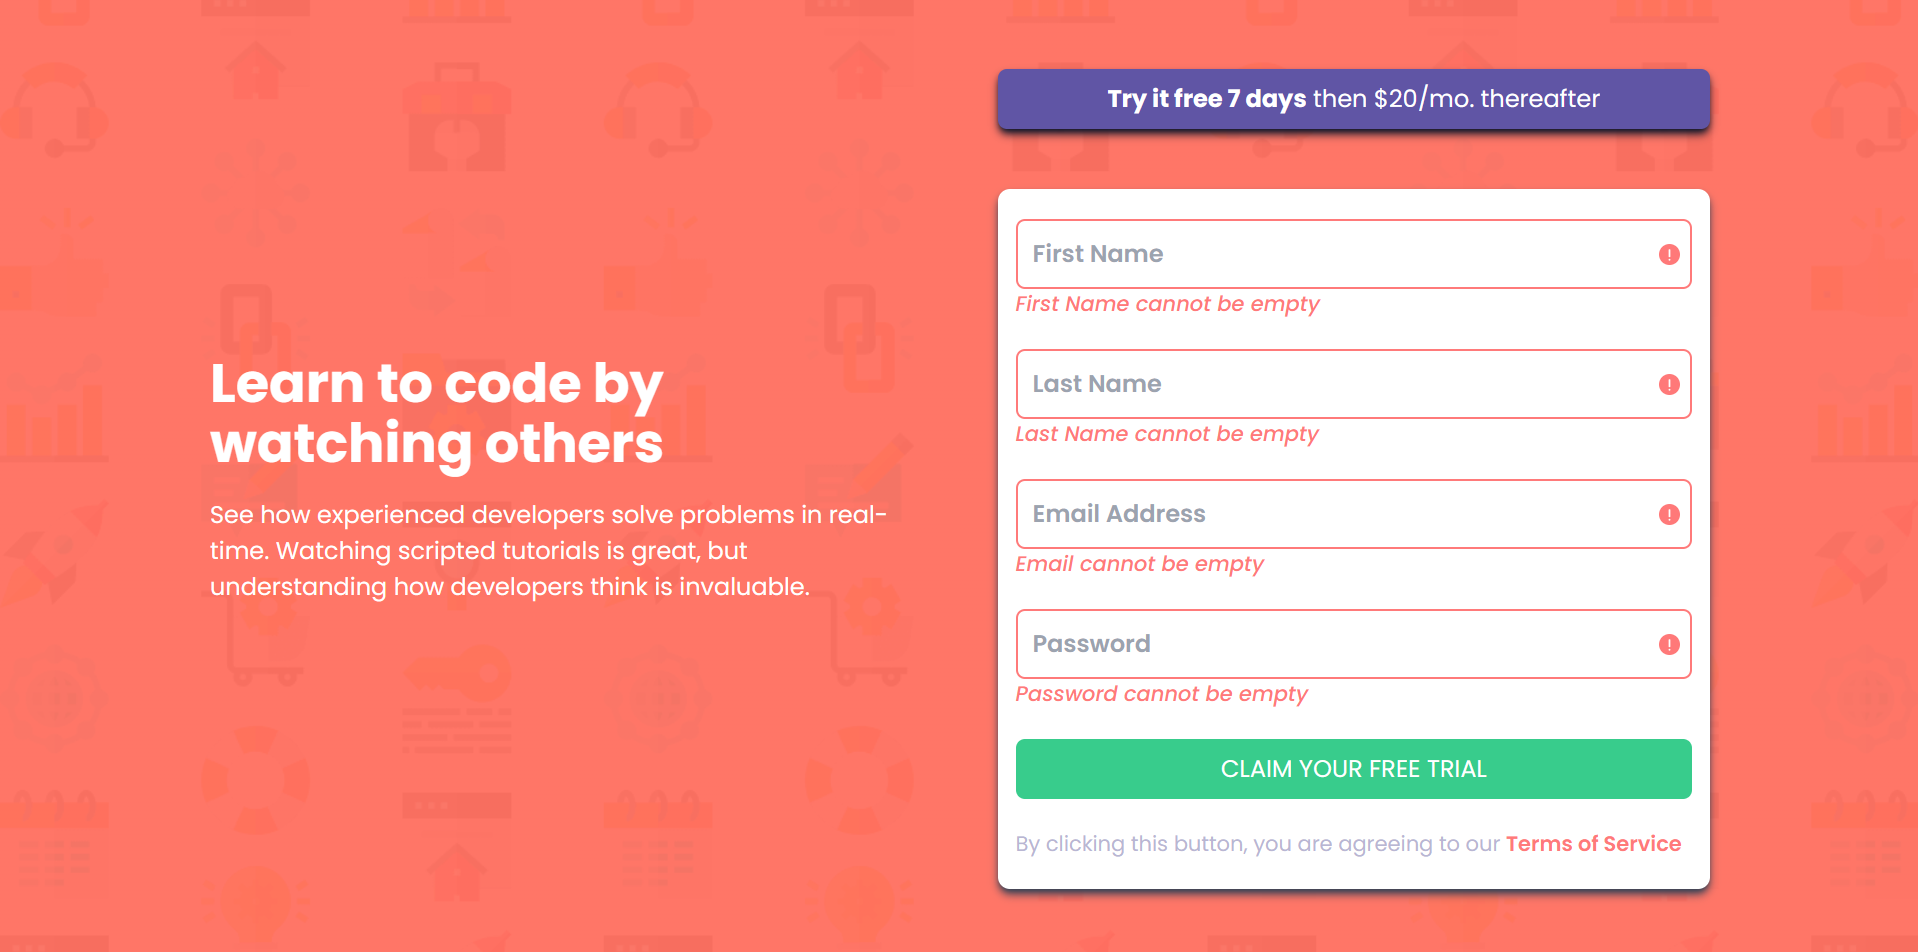 Learn to code by
watching others
See how experienced developers solve problems in real-
time. Watching scripted tutorials is great, but
understanding how developers think is invaluable.
Try it free 7 days then $20/mo. thereafter
First Name
First Name cannot be empty
Last Name
Last Name cannot be empty
Email Address
Email cannot be empty
Password
Password cannot be empty
CLAIM YOUR FREE TRIAL
By clicking this button, you are agreeing to our Terms of Service